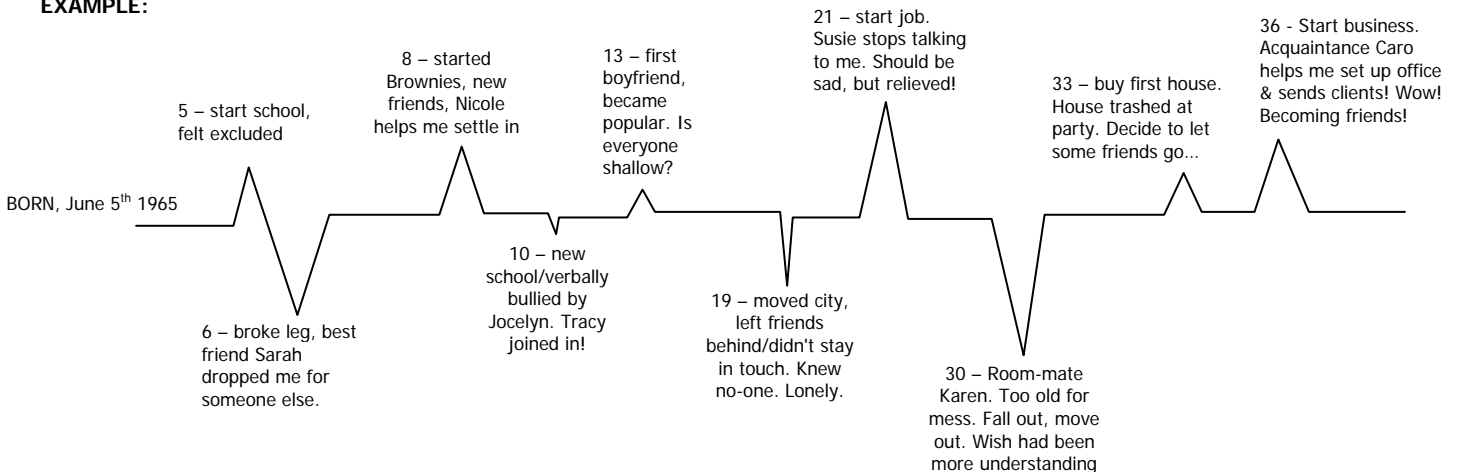 EXAMPLE:
BORN, June 5th 1965
5 – start school,
felt excluded
6 – broke leg, best
friend Sarah
dropped me for
someone else.
8 – started
Brownies, new
friends, Nicole
helps me settle in
10 – new
school/verbally
bullied by
Jocelyn. Tracy
joined in!
13 – first
boyfriend,
became
popular. Is
everyone
shallow?
19 – moved city,
left friends
behind/didn't stay
in touch. Knew
no-one. Lonely.
21 – start job.
Susie stops talking
to me. Should be
sad, but relieved!
30 – Room-mate
Karen. Too old for
mess. Fall out, move
out. Wish had been
more understanding
33 – buy first house.
House trashed at
party. Decide to let
some friends go...
36 - Start business.
Acquaintance Caro
helps me set up office
& sends clients! Wow!
Becoming friends!